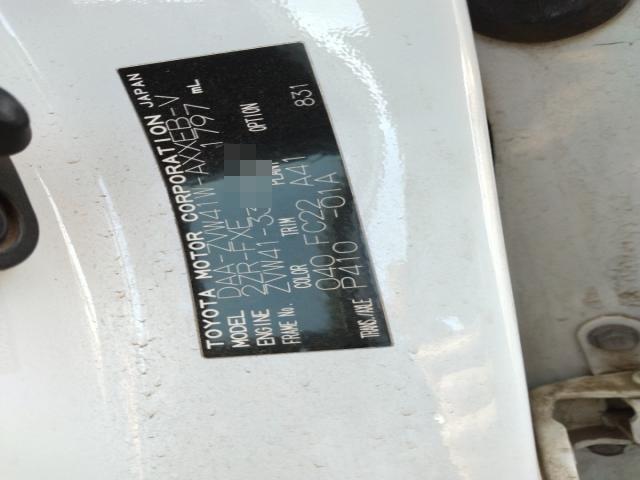 TOYOTA MOTOR CORPORATION JAPAN
MODEL DAA-ZVW41W-AXXEB-V
ENGINE 2ZR-FXE 1797 mL
FRAME No. ZVW41-33
COLOR TRIM PLANT OPTION
040 FC22 A41 831
TRANS/AXLE P410 -01A